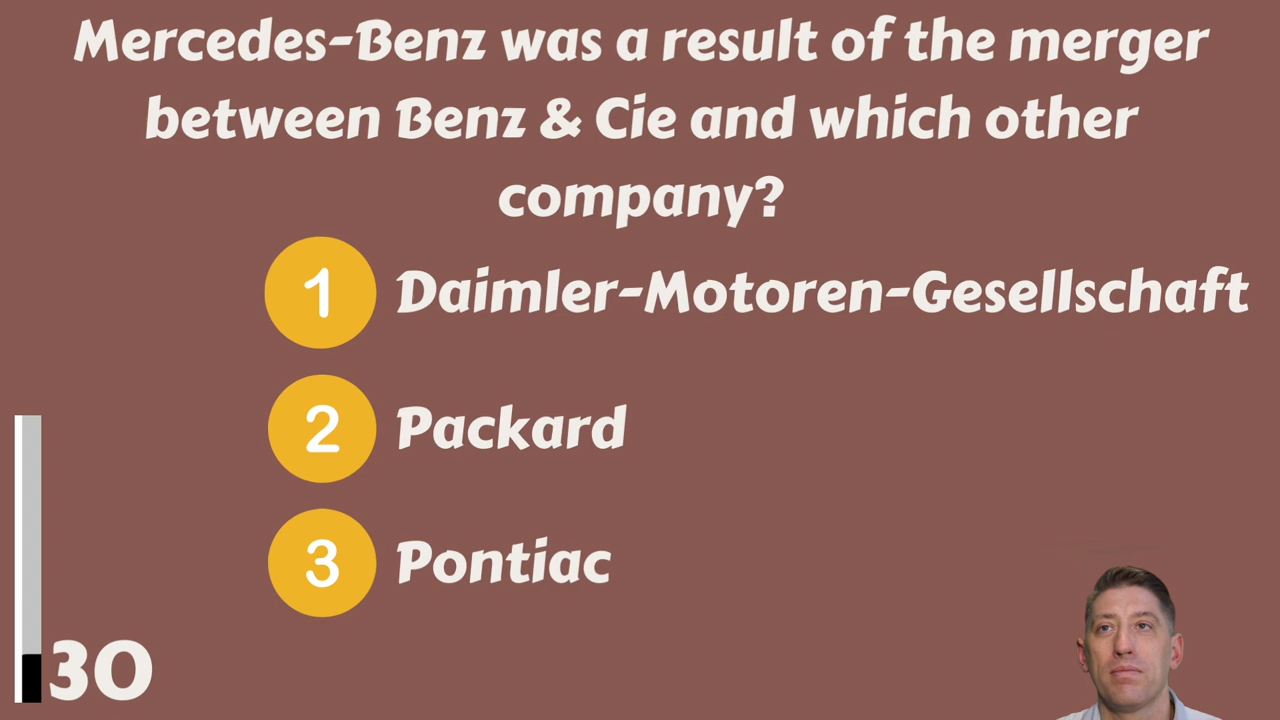 Mercedes-Benz was a result of the merger
between Benz & Cie and which other
company?
1 Daimler-Motoren-Gesellschaft
2 Packard
3 Pontiac
30